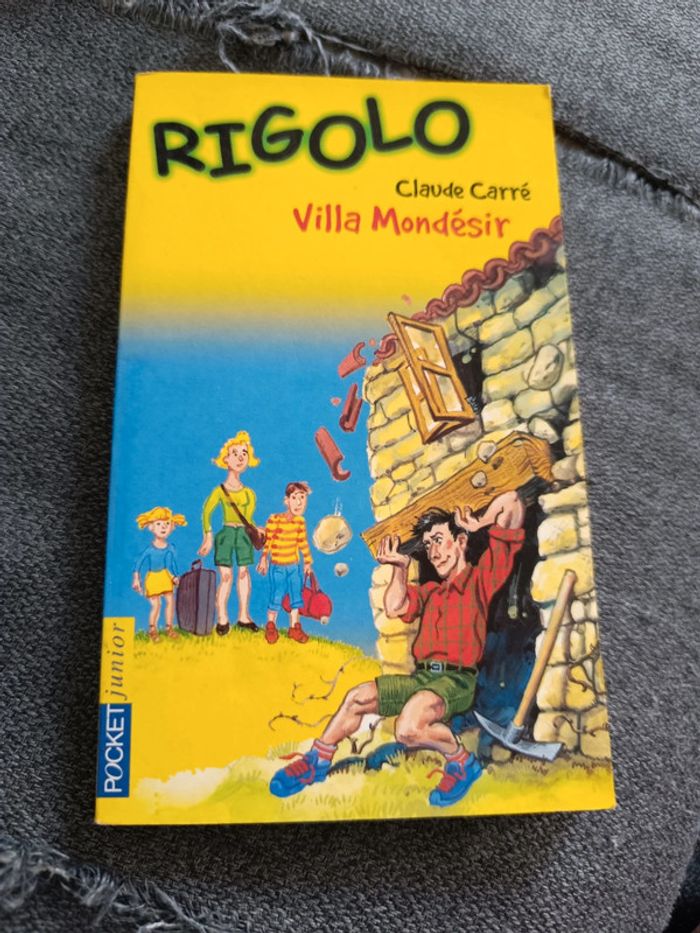 RIGOLO
Claude Carré
Villa Mondésir
POCKET junior